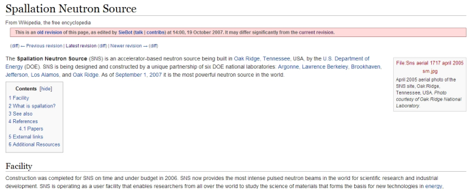 Spallation Neutron Source
From Wikipedia, the free encyclopedia
This is an old revision of this page, as edited by (talk | contribs) at 14:00, 19 October 2007. It may differ significantly from the current revision.
(diff) ← Previous revision | Latest revision (diff) | Newer revision → (diff)
The Spallation Neutron Source (SNS) is an accelerator-based neutron source being built in Oak Ridge, Tennessee, USA, by the U.S. Department of
Energy (DOE). SNS is being designed and constructed by a unique partnership of six DOE national laboratories: Argonne, Lawrence Berkeley, Brookhaven,
Jefferson, Los Alamos, and Oak Ridge. As of September 1, 2007 it is the most powerful neutron source in the world.
File:Sns aerial 1717 april 2005
sm.jpg
April 2005 aerial photo of the
SNS site, Oak Ridge,
Tennessee, USA. Photo
courtesy of Oak Ridge National
Laboratory
Contents [hide]
1 Facility
2 What is spallation?
3 See also
4 References
4.1 Papers
5 External links
6 Additional Resources
Facility
Construction was completed for SNS on time and under budget in 2006. SNS now provides the most intense pulsed neutron beams in the world for scientific research and industrial
development. SNS is operating as a user facility that enables researchers from all over the world to study the science of materials that forms the basis for new technologies in energy,